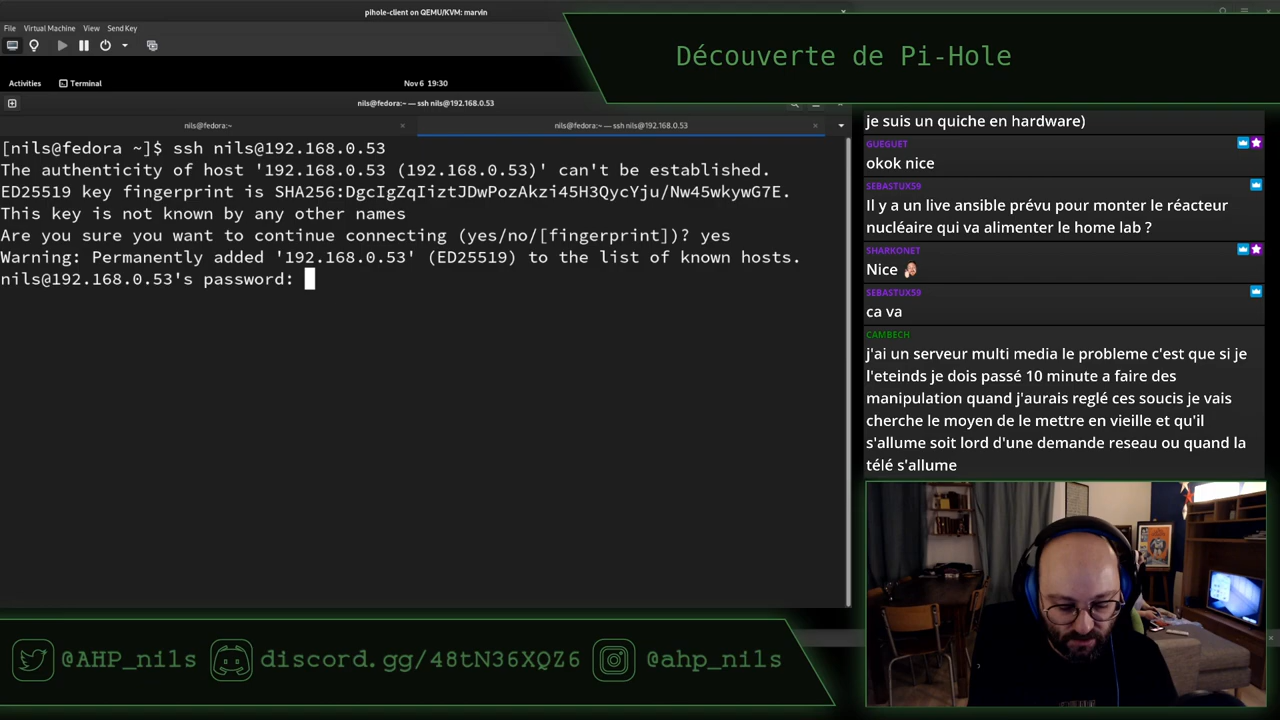 pihole-client on QEMU/KVM: marvin
File Virtual Machine View Send Key
Activities Terminal Nov 6 19:30
nils@fedora:~ — ssh nils@192.168.0.53
nils@fedora:~ nils@fedora:~ — ssh nils@192.168.0.53
[nils@fedora ~]$ ssh nils@192.168.0.53
The authenticity of host '192.168.0.53 (192.168.0.53)' can't be established.
ED25519 key fingerprint is SHA256:DgcIgZqIiztJDwPozAkzi45H3QycYju/Nw45wkywG7E.
This key is not known by any other names
Are you sure you want to continue connecting (yes/no/[fingerprint])? yes
Warning: Permanently added '192.168.0.53' (ED25519) to the list of known hosts.
nils@192.168.0.53's password:
Découverte de Pi-Hole
je suis un quiche en hardware)
GUEGUET
okok nice
SEBASTUX59
Il y a un live ansible prévu pour monter le réacteur
nucléaire qui va alimenter le home lab ?
SHARKONET
Nice
SEBASTUX59
ca va
CAMBECH
j'ai un serveur multi media le probleme c'est que si je
l'eteinds je dois passé 10 minute a faire des
manipulation quand j'aurais reglé ces soucis je vais
cherche le moyen de le mettre en vieille et qu'il
s'allume soit lord d'une demande reseau ou quand la
télé s'allume
@AHP_nils discord.gg/48tN36XQZ6 @ahp_nils